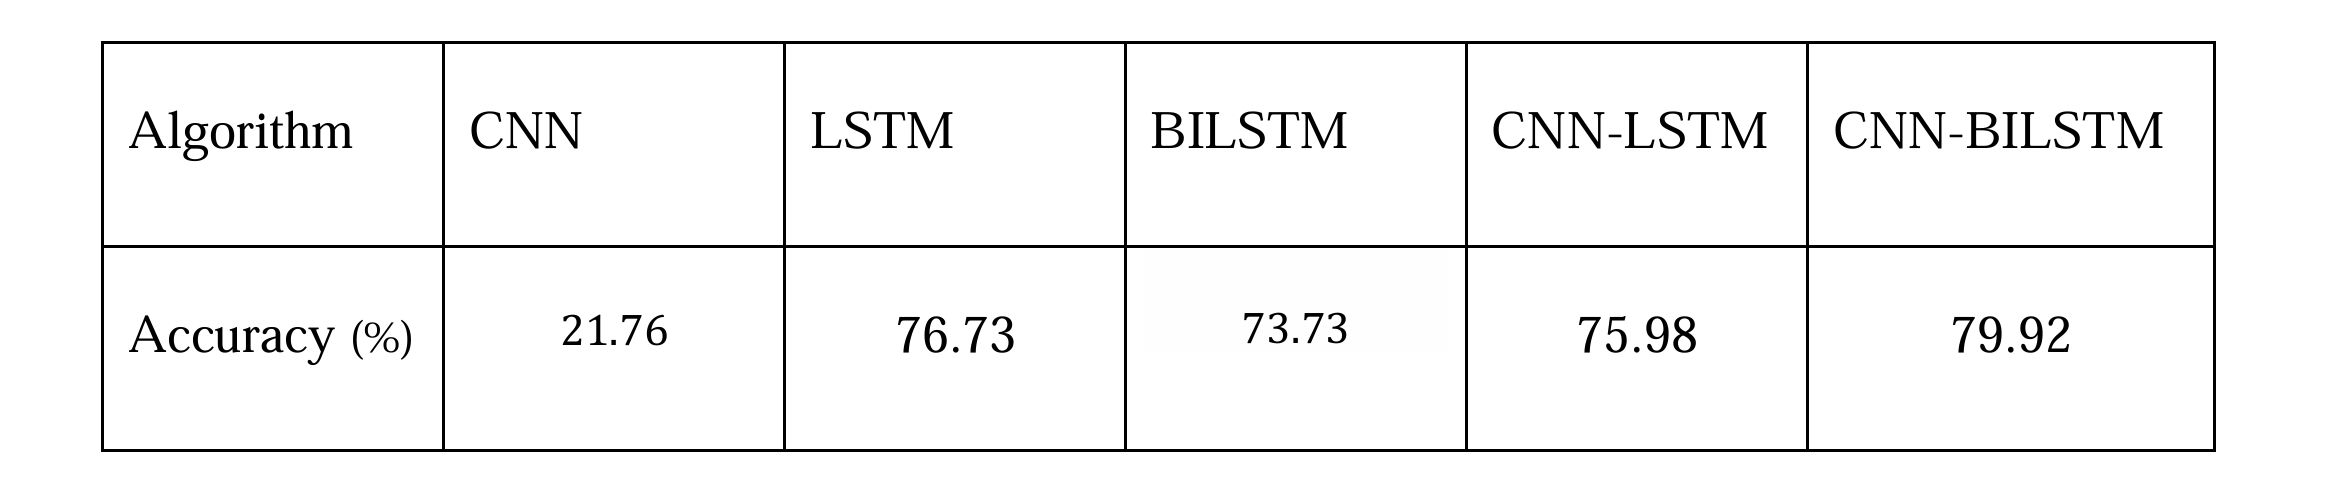 Algorithm CNN LSTM BILSTM CNN-LSTM CNN-BILSTM
Accuracy (%) 21.76 76.73 73.73 75.98 79.92